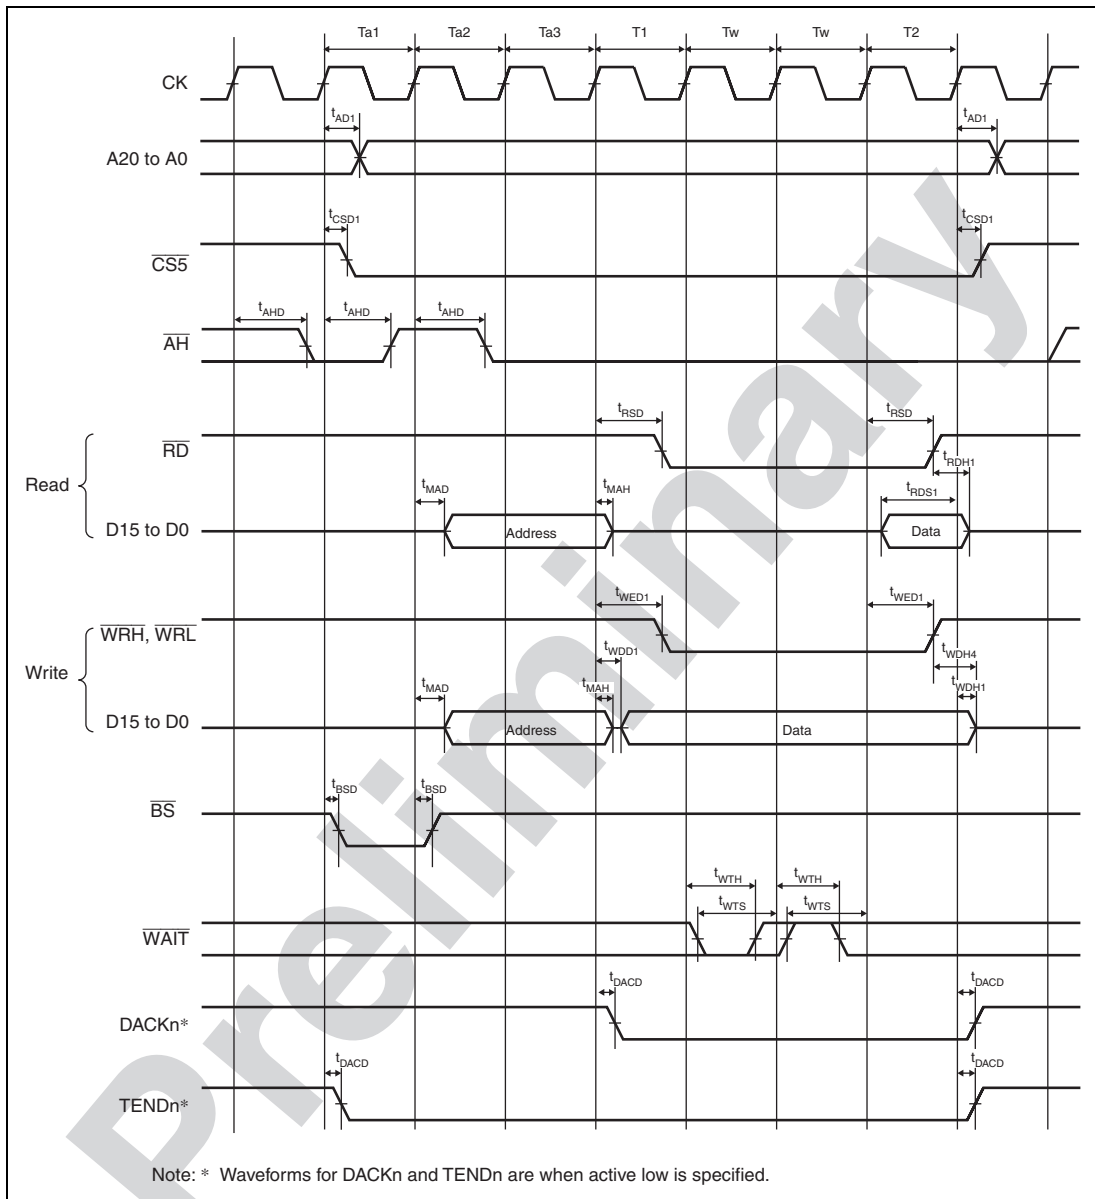 Ta1 Ta2 Ta3 T1 Tw Tw T2
CK
tAD1 tAD1
A20 to A0
tCSD1 tCSD1
CS5
tAHD tAHD tAHD
AH
tRSD tRSD
RD
tRDH1
Read
tMAD tMAH tRDS1
D15 to D0 Address Data
tWED1 tWED1
WRH, WRL
tWDD1 tWDH4
Write
tMAD tMAH tWDH1
D15 to D0 Address Data
tBSD tBSD
BS
tWTH tWTH
tWTS tWTS
WAIT
tDACD tDACD
DACKn*
tDACD tDACD
TENDn*
Note: * Waveforms for DACKn and TENDn are when active low is specified.
Preliminary